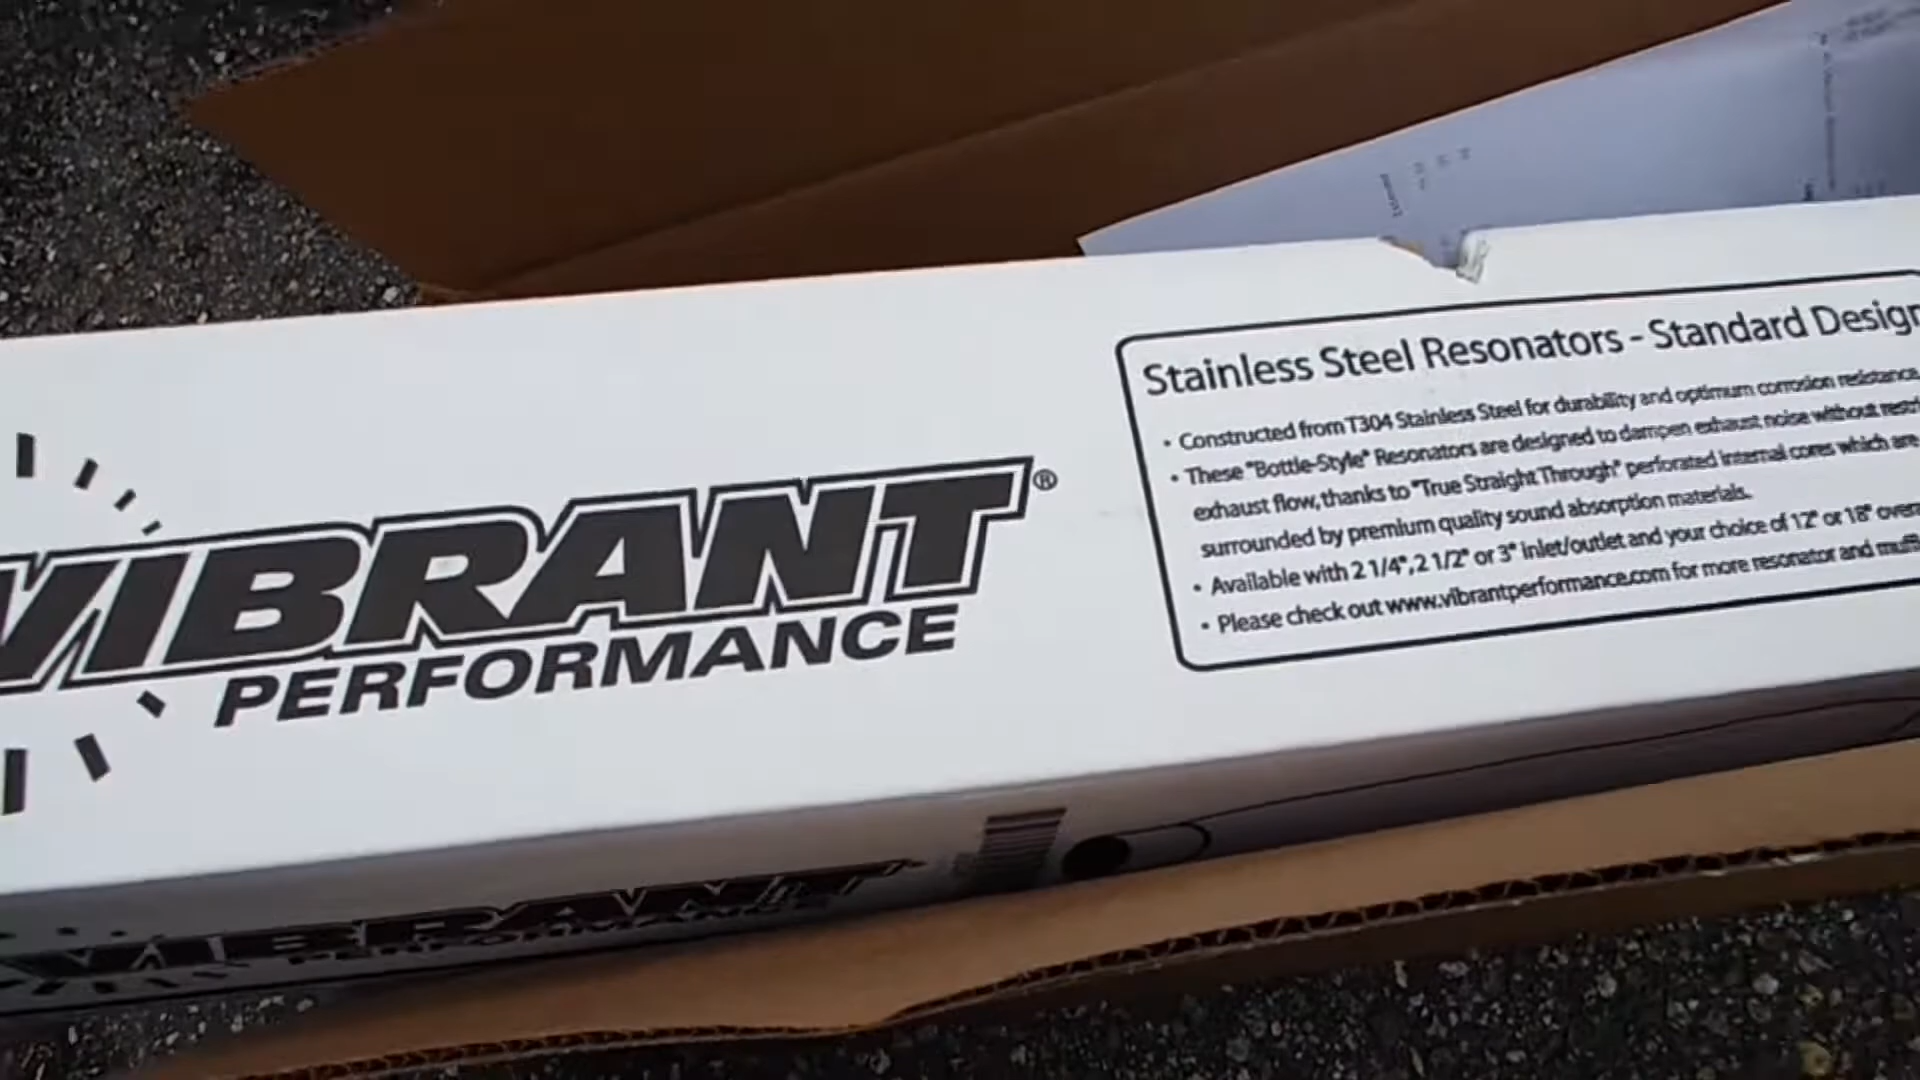 VIBRANT®
PERFORMANCE
Stainless Steel Resonators - Standard Design
• Constructed from T304 Stainless Steel for durability and optimum corrosion resistance.
• These "Bottle-Style" Resonators are designed to dampen exhaust noise without
exhaust flow, thanks to "True Straight Through" perforated internal cores which are
surrounded by premium quality sound absorption materials.
• Available with 2 1/4", 2 1/2" or 3" inlet/outlet and your choice of 12" or 18"
• Please check out www.vibrantperformance.com for more resonator and
VIBRANT
PERFORMANCE